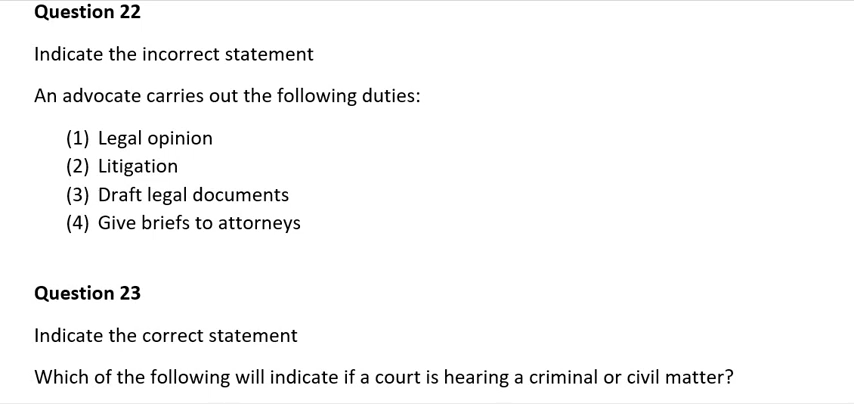 Question 22
Indicate the incorrect statement
An advocate carries out the following duties:
(1) Legal opinion
(2) Litigation
(3) Draft legal documents
(4) Give briefs to attorneys
Question 23
Indicate the correct statement
Which of the following will indicate if a court is hearing a criminal or civil matter?